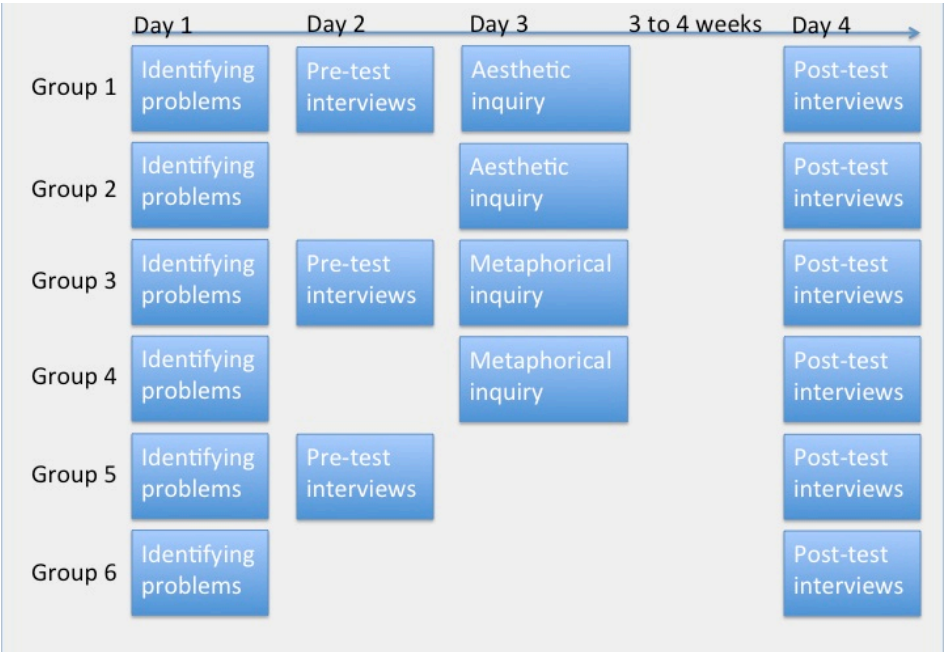 Day 1 Day 2 Day 3 3 to 4 weeks Day 4
Group 1
Identifying
problems
Pre-test
interviews
Aesthetic
inquiry
Post-test
interviews
Group 2
Identifying
problems
Aesthetic
inquiry
Post-test
interviews
Group 3
Identifying
problems
Pre-test
interviews
Metaphorical
inquiry
Post-test
interviews
Group 4
Identifying
problems
Metaphorical
inquiry
Post-test
interviews
Group 5
Identifying
problems
Pre-test
interviews
Post-test
interviews
Group 6
Identifying
problems
Post-test
interviews